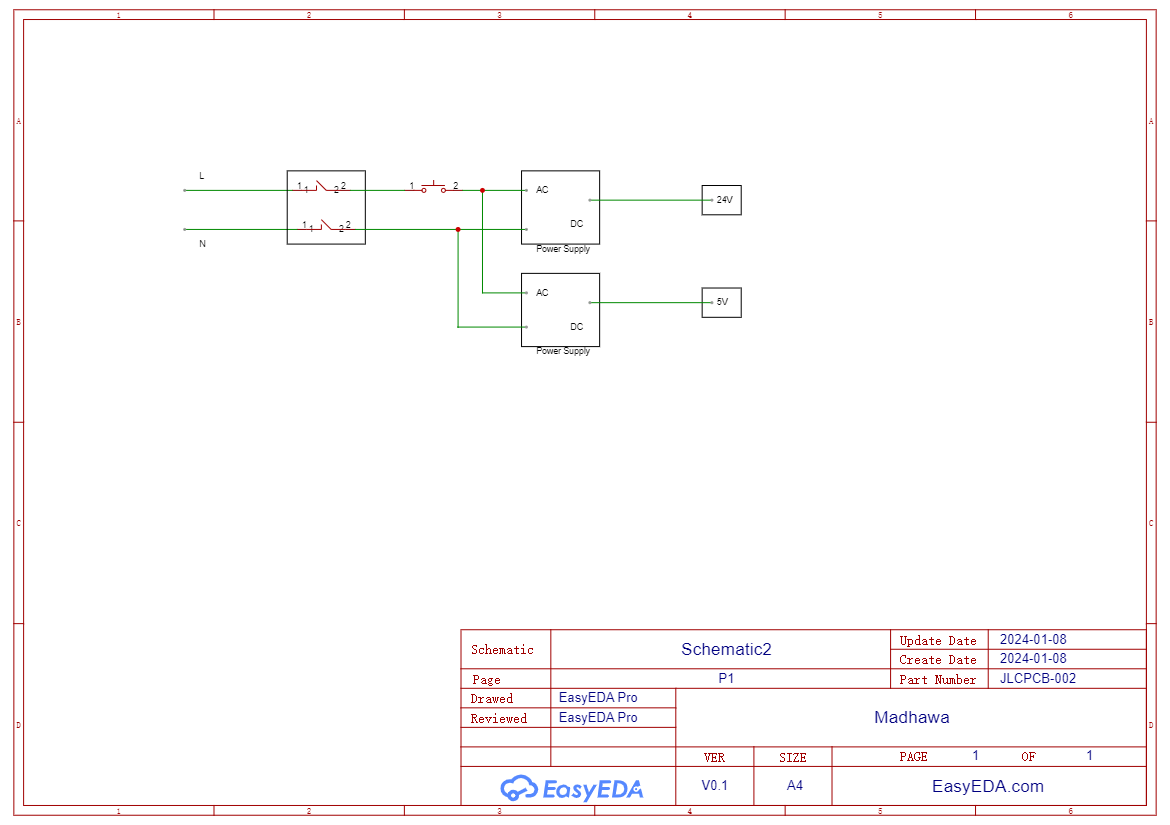 1 2 3 4 5 6
A A
L
1 1 2 2 1 2 AC 24V
1 1 2 2 DC
N
Power Supply
B B
AC 5V
DC
Power Supply
C C
Schematic Schematic2 Update Date 2024-01-08
Create Date 2024-01-08
Page P1 Part Number JLCPCB-002
Drawed EasyEDA Pro
Reviewed EasyEDA Pro Madhawa
D D
VER SIZE PAGE 1 OF 1
EasyEDA V0.1 A4 EasyEDA.com
1 2 3 4 5 6